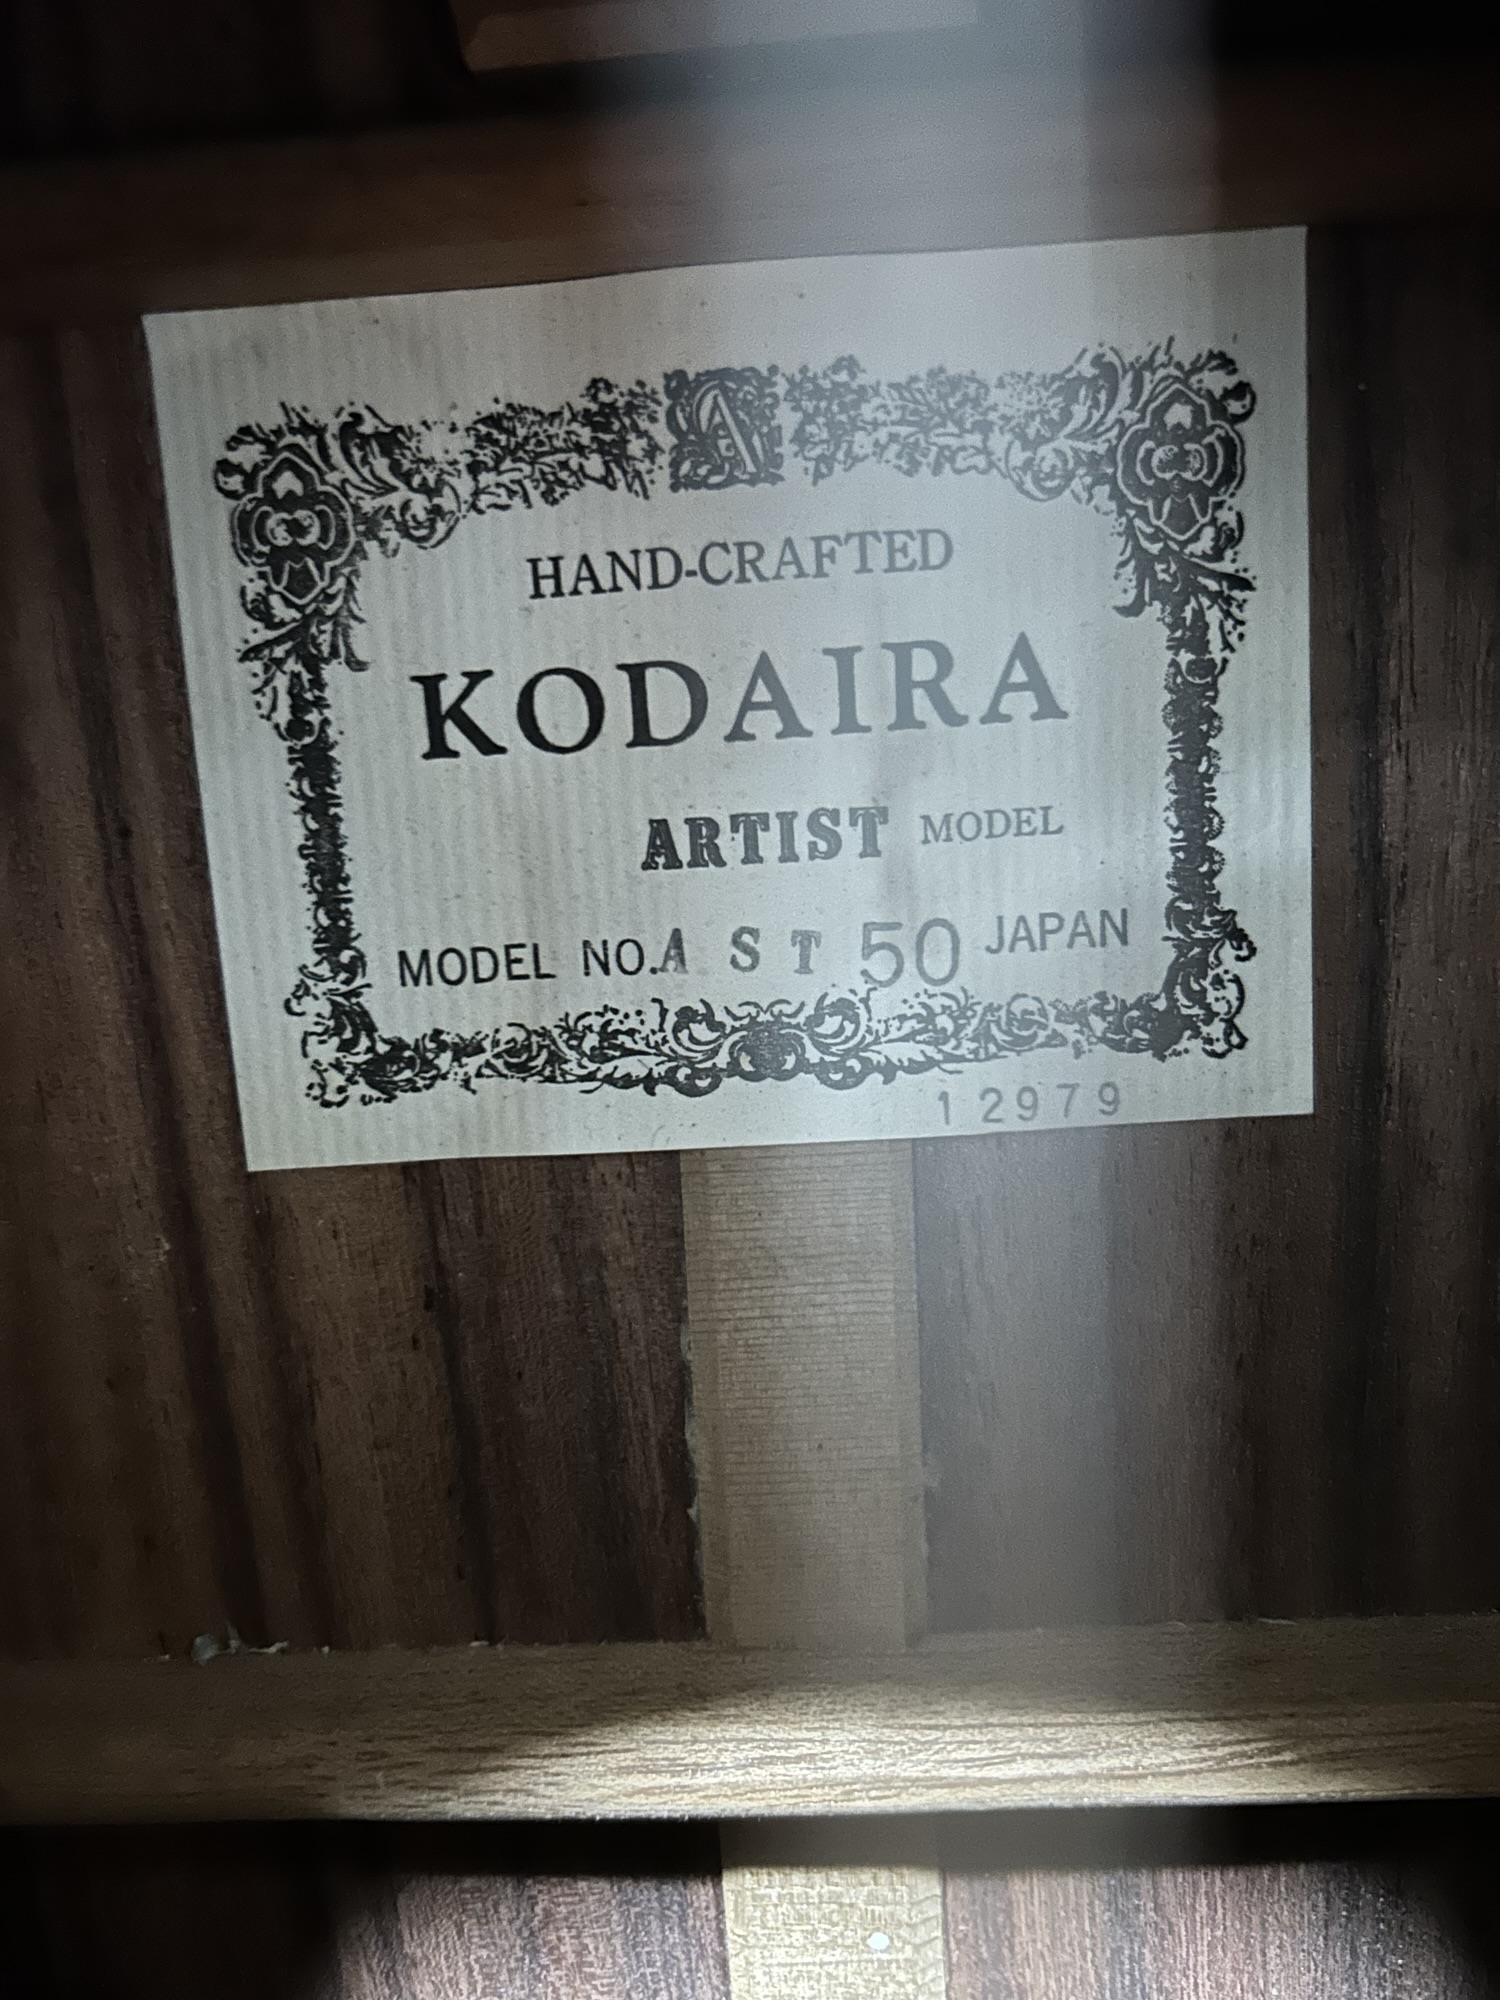 A
HAND-CRAFTED
KODAIRA
ARTIST MODEL
MODEL NO. A S T 50 JAPAN
12979